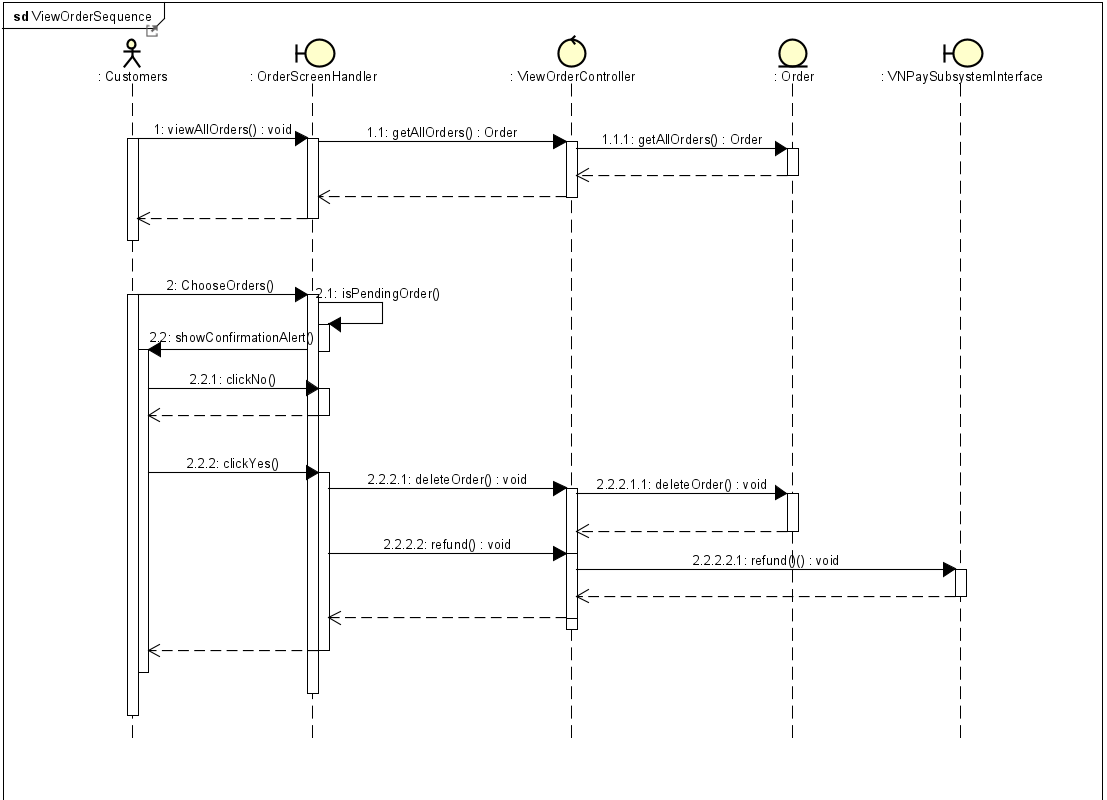 sd ViewOrderSequence
: Customers
: OrderScreenHandler
: ViewOrderController
: Order
: VNPaySubsystemInterface
1: viewAllOrders() : void
1.1: getAllOrders() : Order
1.1.1: getAllOrders() : Order
2: ChooseOrders()
2.1: isPendingOrder()
2.2: showConfirmationAlert()
2.2.1: clickNo()
2.2.2: clickYes()
2.2.2.1: deleteOrder() : void
2.2.2.1.1: deleteOrder() : void
2.2.2.2: refund() : void
2.2.2.2.1: refund()() : void